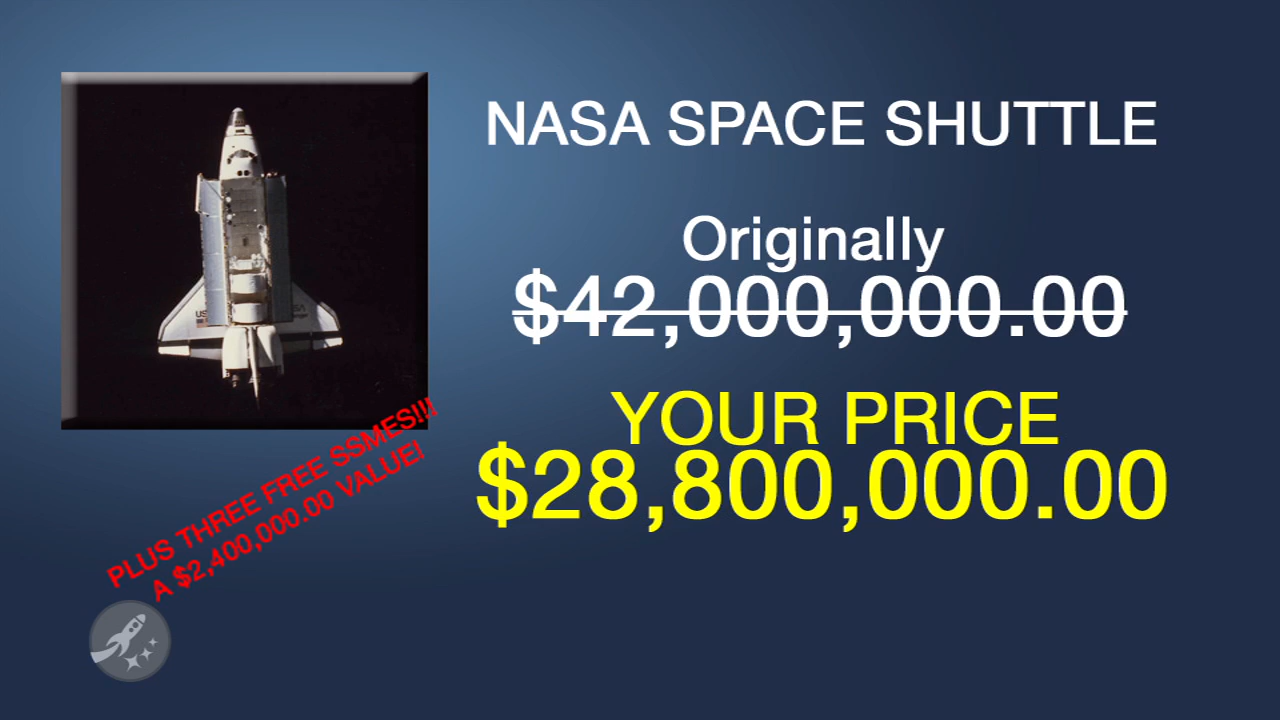 NASA SPACE SHUTTLE
Originally
$42,000,000.00
YOUR PRICE
$28,800,000.00
PLUS THREE FREE SSMES!!!
A $2,400,000.00 VALUE!